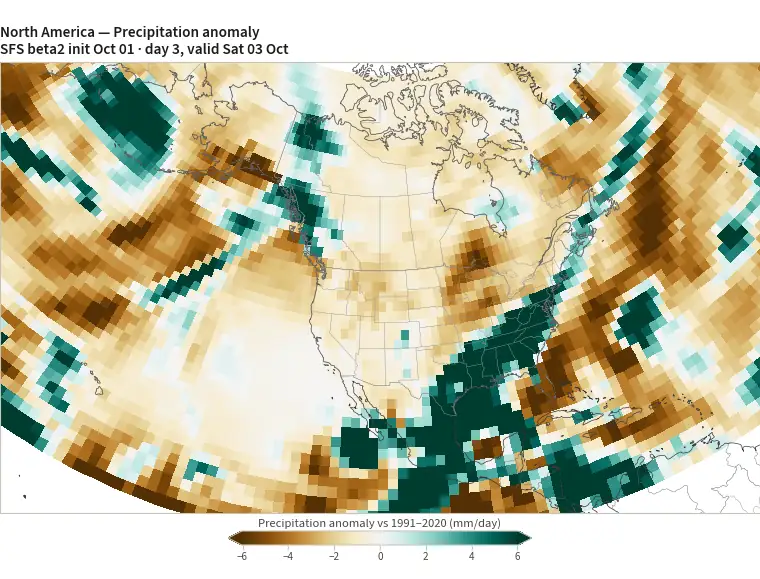 North America — Precipitation anomaly
SFS beta2 init Oct 01 · day 3, valid Sat 03 Oct
Precipitation anomaly vs 1991–2020 (mm/day)
−6 −4 −2 0 2 4 6